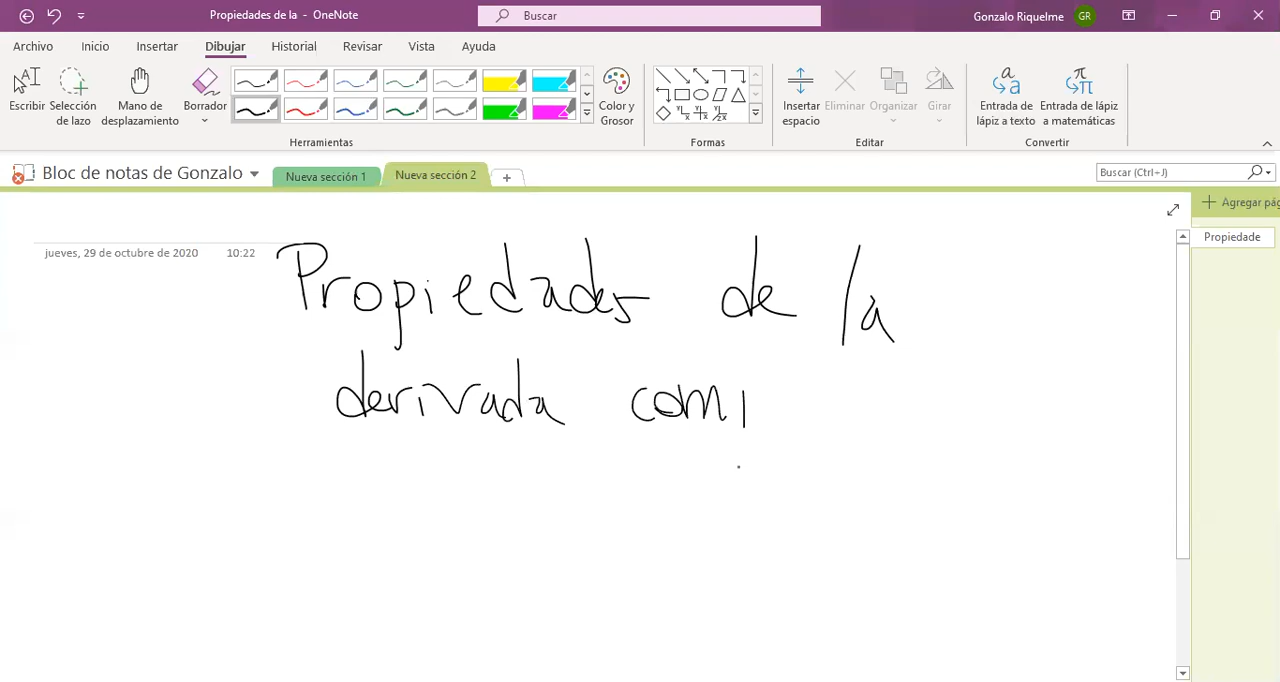 Propiedades de la - OneNote
Buscar
Gonzalo Riquelme
GR
Archivo
Inicio
Insertar
Dibujar
Historial
Revisar
Vista
Ayuda
Escribir
Selección de lazo
Mano de desplazamiento
Borrador
Color y Grosor
Insertar espacio
Eliminar
Organizar
Girar
Entrada de lápiz a texto
Entrada de lápiz a matemáticas
Herramientas
Formas
Editar
Convertir
Bloc de notas de Gonzalo
Nueva sección 1
Nueva sección 2
Buscar (Ctrl+J)
Agregar pág
Propiedade
jueves, 29 de octubre de 2020
10:22
Propiedades de la
derivada com